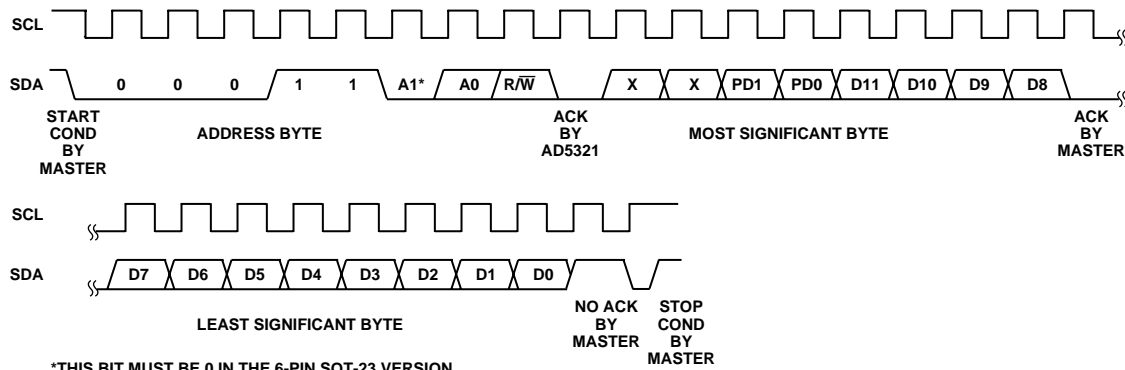 SCL
SDA 0 0 0 1 1 A1* A0 R/W̅ X X PD1 PD0 D11 D10 D9 D8
START COND BY MASTER
ADDRESS BYTE
ACK BY AD5321
MOST SIGNIFICANT BYTE
ACK BY MASTER
SCL
SDA D7 D6 D5 D4 D3 D2 D1 D0
LEAST SIGNIFICANT BYTE
NO ACK BY MASTER
STOP COND BY MASTER
*THIS BIT MUST BE 0 IN THE 6-PIN SOT-23 VERSION